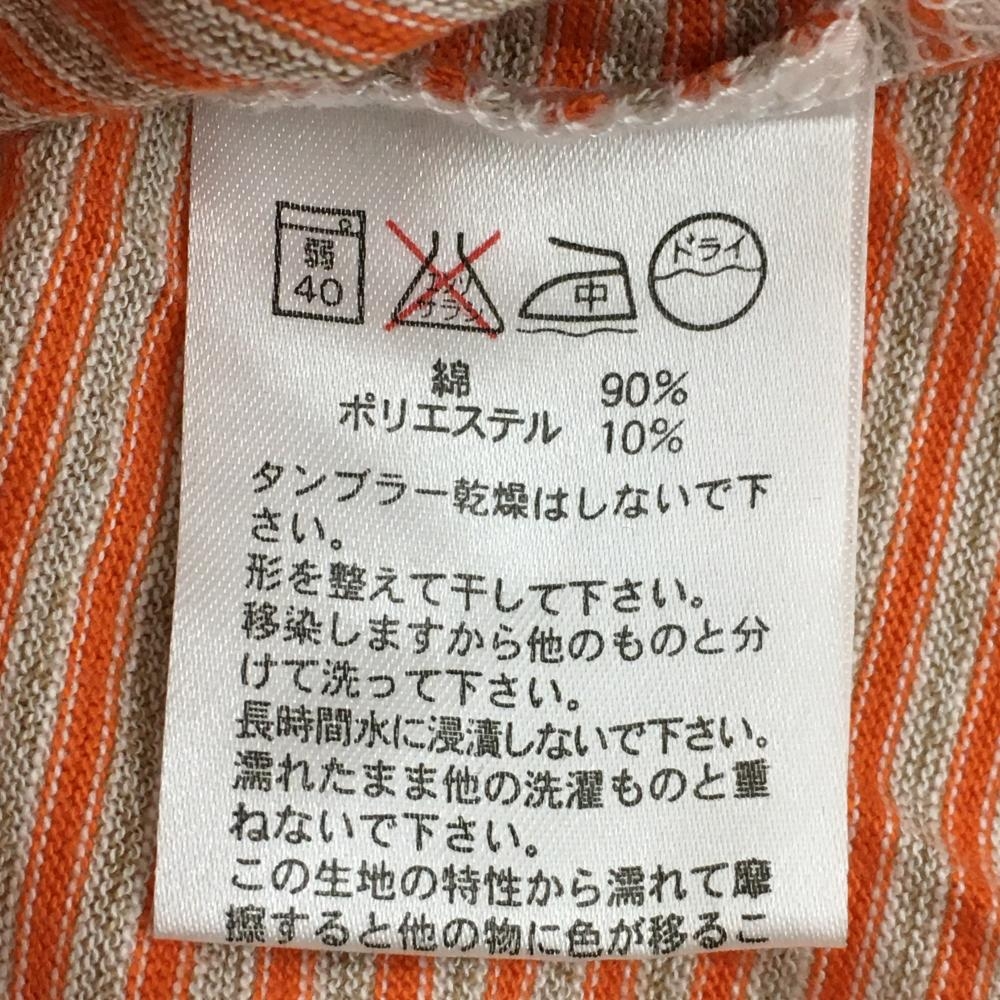 弱
40
エンソ
サラシ
中
ドライ
綿 90%
ポリエステル 10%
タンブラー乾燥はしないで下
さい。
形を整えて干して下さい。
移染しますから他のものと分
けて洗って下さい。
長時間水に浸漬しないで下さい。
濡れたまま他の洗濯ものと重
ねないで下さい。
この生地の特性から濡れて摩
擦すると他の物に色が移るこ